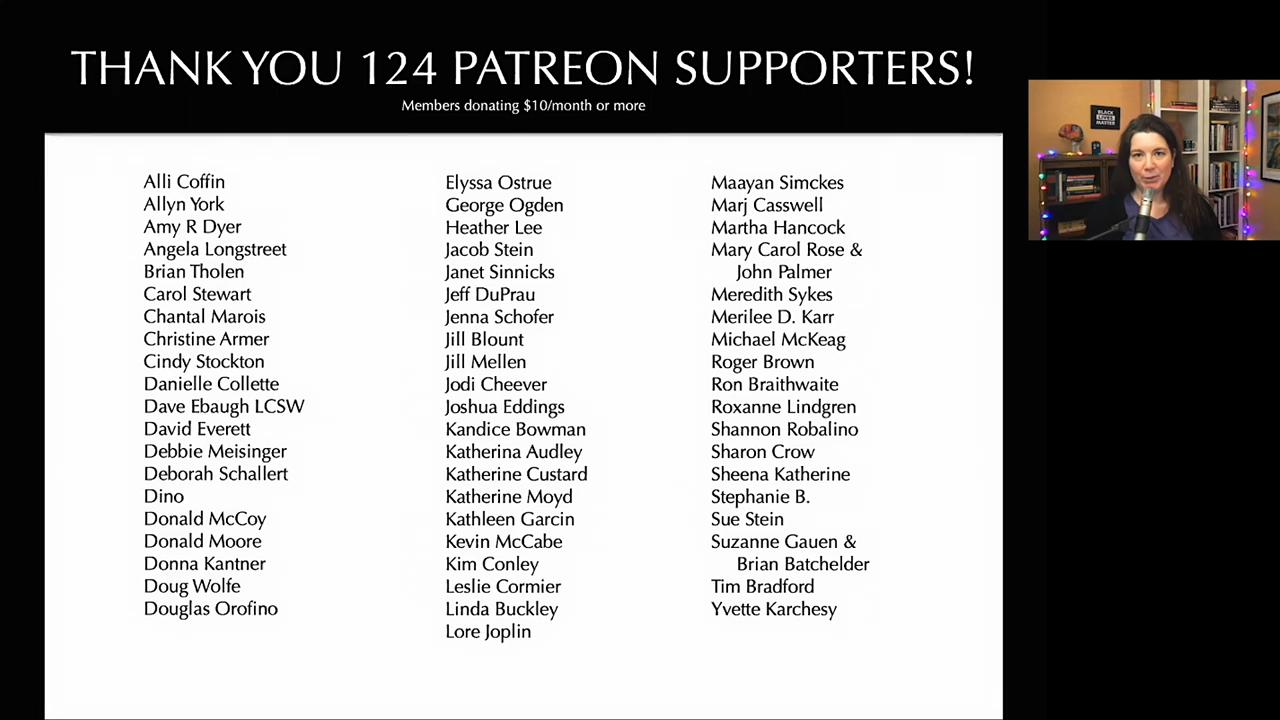 THANK YOU 124 PATREON SUPPORTERS!
Members donating $10/month or more
Alli Coffin
Allyn York
Amy R Dyer
Angela Longstreet
Brian Tholen
Carol Stewart
Chantal Marois
Christine Armer
Cindy Stockton
Danielle Collette
Dave Ebaugh LCSW
David Everett
Debbie Meisinger
Deborah Schallert
Dino
Donald McCoy
Donald Moore
Donna Kantner
Doug Wolfe
Douglas Orofino
Elyssa Ostrue
George Ogden
Heather Lee
Jacob Stein
Janet Sinnicks
Jeff DuPrau
Jenna Schofer
Jill Blount
Jill Mellen
Jodi Cheever
Joshua Eddings
Kandice Bowman
Katherina Audley
Katherine Custard
Katherine Moyd
Kathleen Garcin
Kevin McCabe
Kim Conley
Leslie Cormier
Linda Buckley
Lore Joplin
Maayan Simckes
Marj Casswell
Martha Hancock
Mary Carol Rose &
John Palmer
Meredith Sykes
Merilee D. Karr
Michael McKeag
Roger Brown
Ron Braithwaite
Roxanne Lindgren
Shannon Robalino
Sharon Crow
Sheena Katherine
Stephanie B.
Sue Stein
Suzanne Gauen &
Brian Batchelder
Tim Bradford
Yvette Karchesy
BLACK
LIVES
MATTER